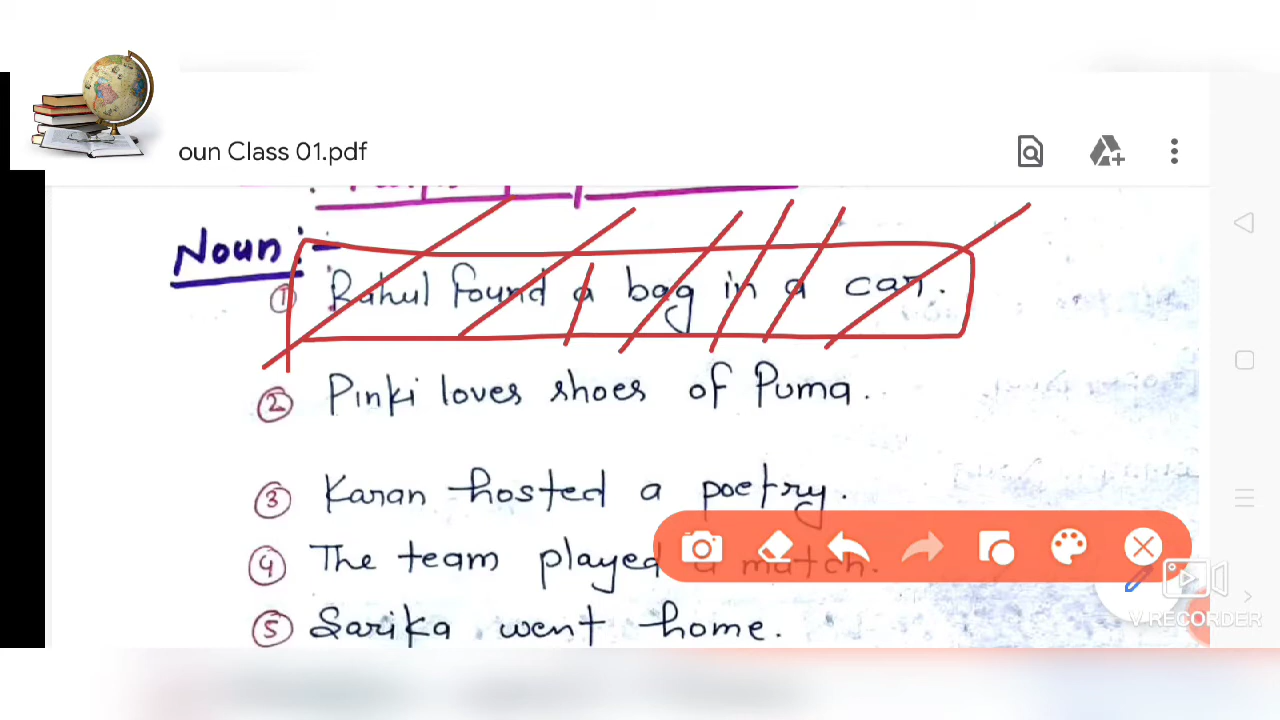 oun Class 01.pdf
Noun :-
① Rahul found a bag in a car.
② Pinki loves shoes of Puma.
③ Karan hosted a poetry.
④ The team played a match.
⑤ Sarika went home.
V.RECORDER